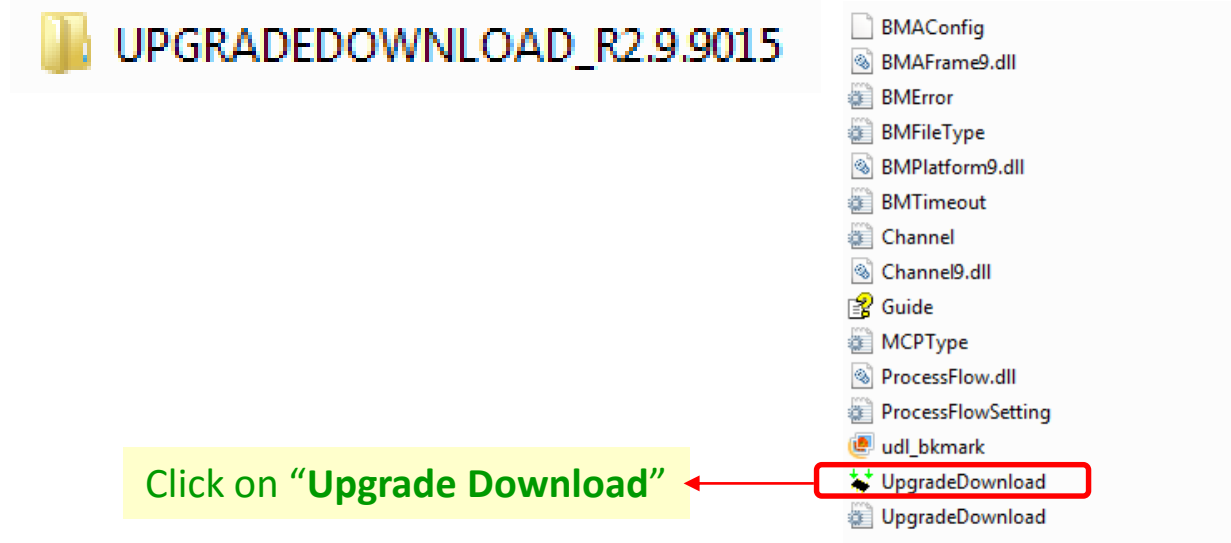 UPGRADEDOWNLOAD_R2.9.9015
BMAConfig
BMAFrame9.dll
BMError
BMFileType
BMPlatform9.dll
BMTimeout
Channel
Channel9.dll
Guide
MCPType
ProcessFlow.dll
ProcessFlowSetting
udl_bkmark
Click on “Upgrade Download”
UpgradeDownload
UpgradeDownload